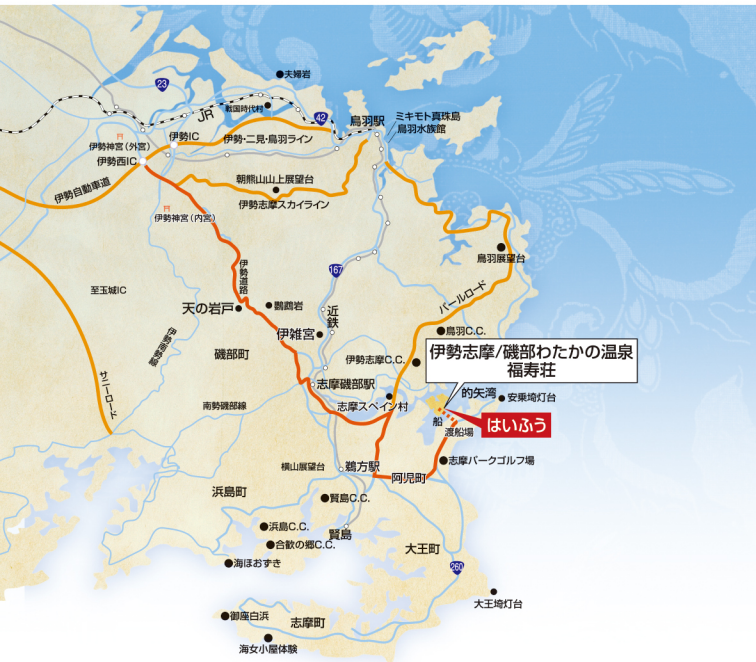 夫婦岩
23
戦国時代村
JR
42
鳥羽駅
ミキモト真珠島
鳥羽水族館
伊勢IC
伊勢・二見・鳥羽ライン
伊勢神宮（外宮）
伊勢西IC
朝熊山山上展望台
伊勢自動車道
伊勢志摩スカイライン
伊勢神宮（内宮）
鳥羽展望台
伊勢道路
167
至玉城IC
パールロード
天の岩戸
鸚鵡岩
近鉄
伊雑宮
鳥羽C.C.
伊勢南勢線
磯部町
伊勢志摩C.C.
伊勢志摩/磯部わたかの温泉
福寿荘
サニーロード
志摩磯部駅
的矢湾
安乗埼灯台
南勢磯部線
志摩スペイン村
船
はいふう
渡船場
横山展望台
鵜方駅
志摩パークゴルフ場
阿児町
浜島町
賢島C.C.
浜島C.C.
賢島
合歓の郷C.C.
大王町
海ほおずき
260
大王埼灯台
御座白浜
志摩町
海女小屋体験